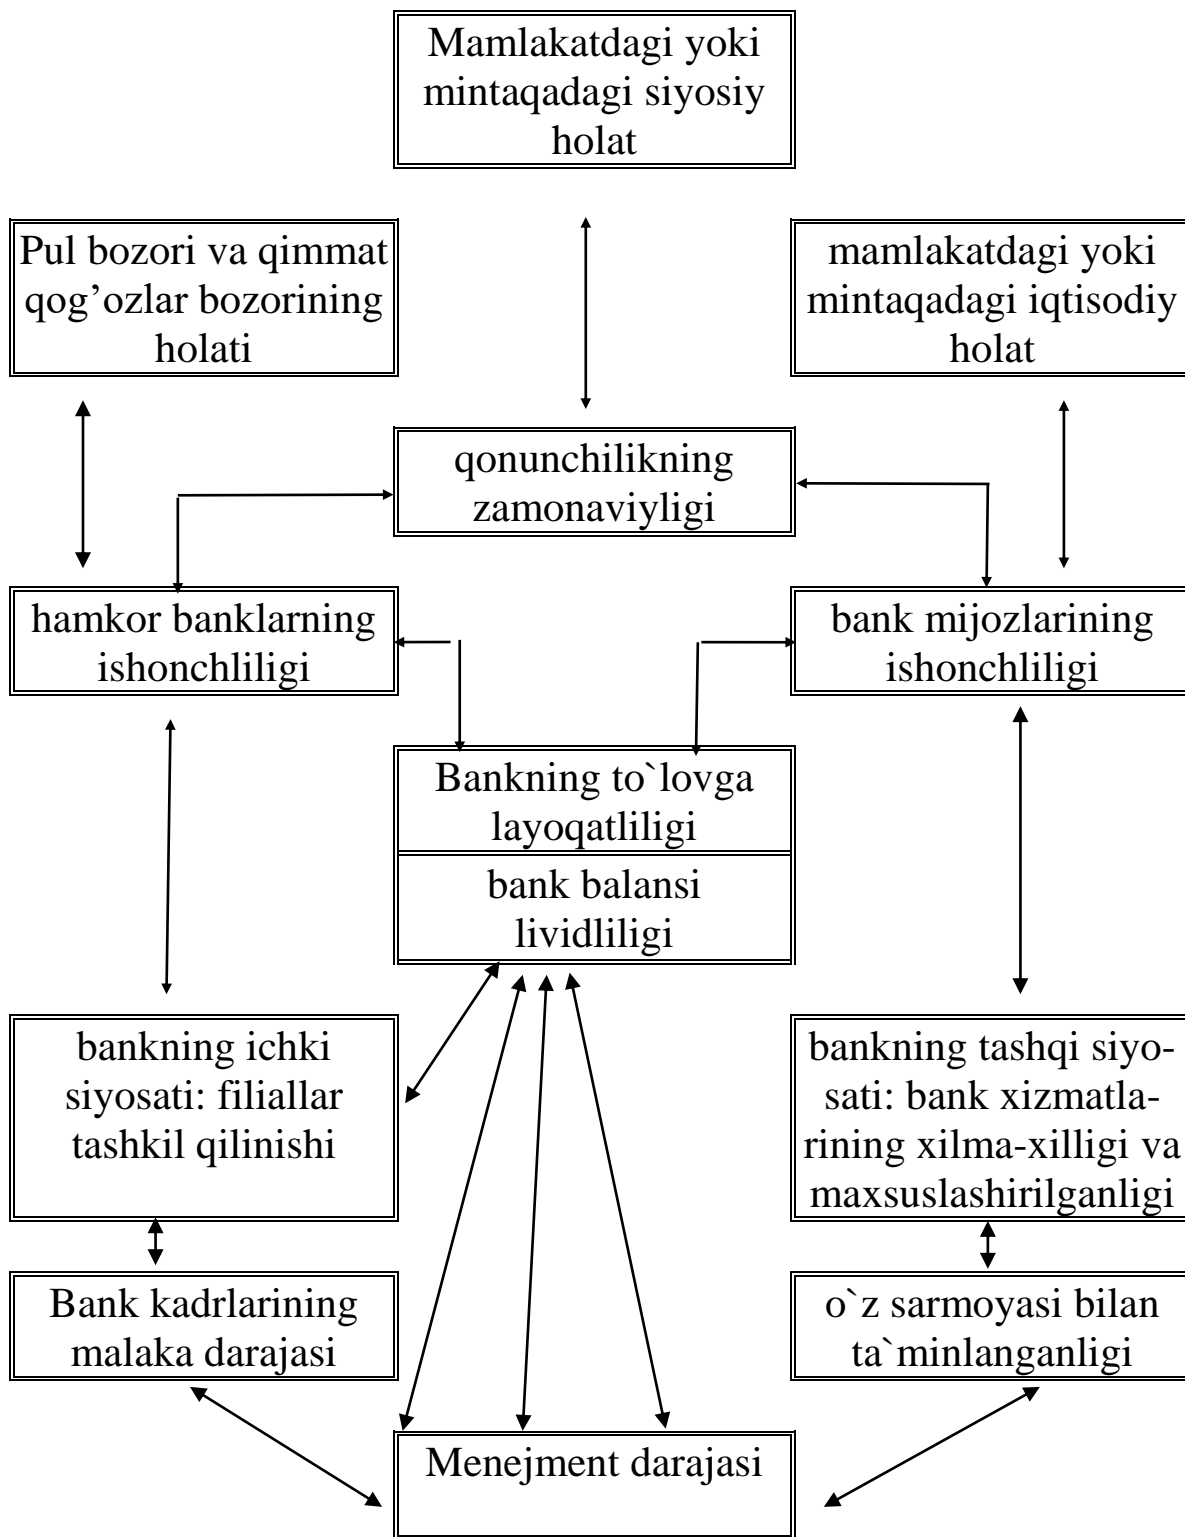 Mamlakatdagi yoki
mintaqadagi siyosiy
holat
Pul bozori va qimmat
qog’ozlar bozorining
holati
mamlakatdagi yoki
mintaqadagi iqtisodiy
holat
qonunchilikning
zamonaviyligi
hamkor banklarning
ishonchliligi
bank mijozlarining
ishonchliligi
Bankning to`lovga
layoqatliligi
bank balansi
lividliligi
bankning ichki
siyosati: filiallar
tashkil qilinishi
bankning tashqi siyo-
sati: bank xizmatla-
rining xilma-xilligi va
maxsuslashirilganligi
Bank kadrlarining
malaka darajasi
o`z sarmoyasi bilan
ta`minlanganligi
Menejment darajasi